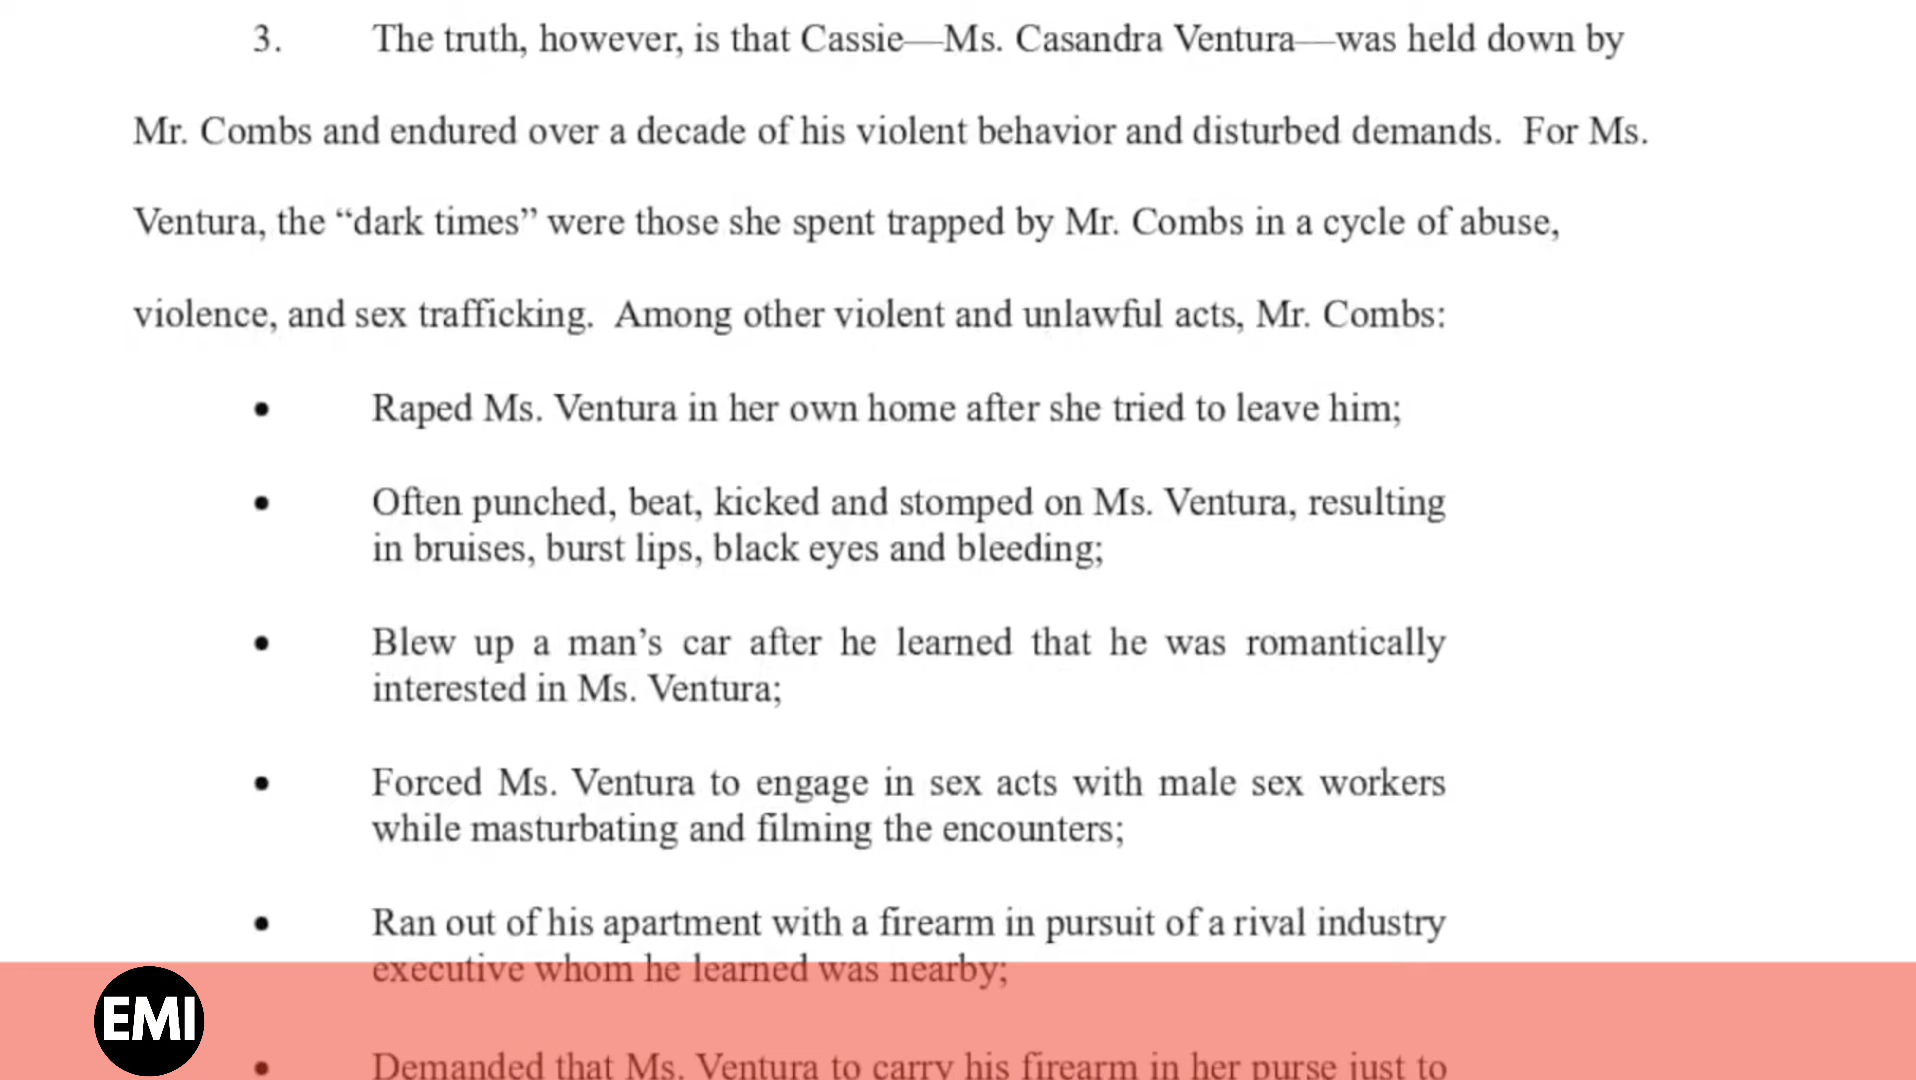 3. The truth, however, is that Cassie—Ms. Casandra Ventura—was held down by
Mr. Combs and endured over a decade of his violent behavior and disturbed demands. For Ms.
Ventura, the “dark times” were those she spent trapped by Mr. Combs in a cycle of abuse,
violence, and sex trafficking. Among other violent and unlawful acts, Mr. Combs:
• Raped Ms. Ventura in her own home after she tried to leave him;
• Often punched, beat, kicked and stomped on Ms. Ventura, resulting
in bruises, burst lips, black eyes and bleeding;
• Blew up a man’s car after he learned that he was romantically
interested in Ms. Ventura;
• Forced Ms. Ventura to engage in sex acts with male sex workers
while masturbating and filming the encounters;
• Ran out of his apartment with a firearm in pursuit of a rival industry
executive whom he learned was nearby;
EMI
• Demanded that Ms. Ventura to carry his firearm in her purse just to